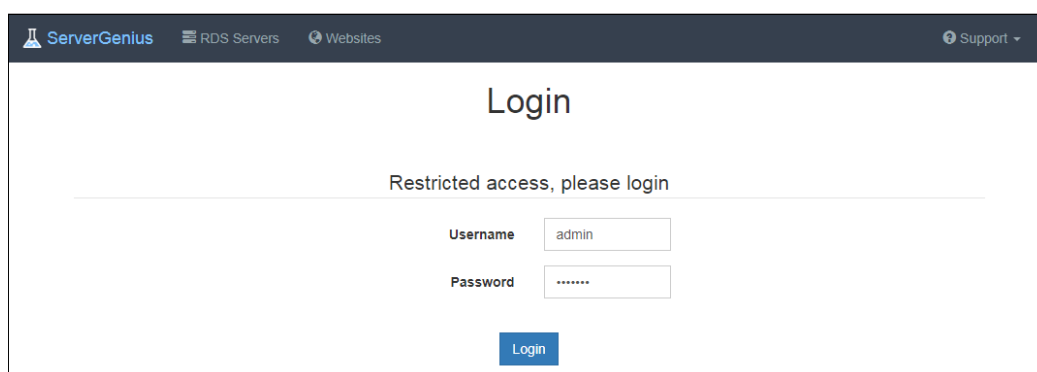 ServerGenius RDS Servers Websites Support
Login
Restricted access, please login
Username admin
Password •••••••
Login